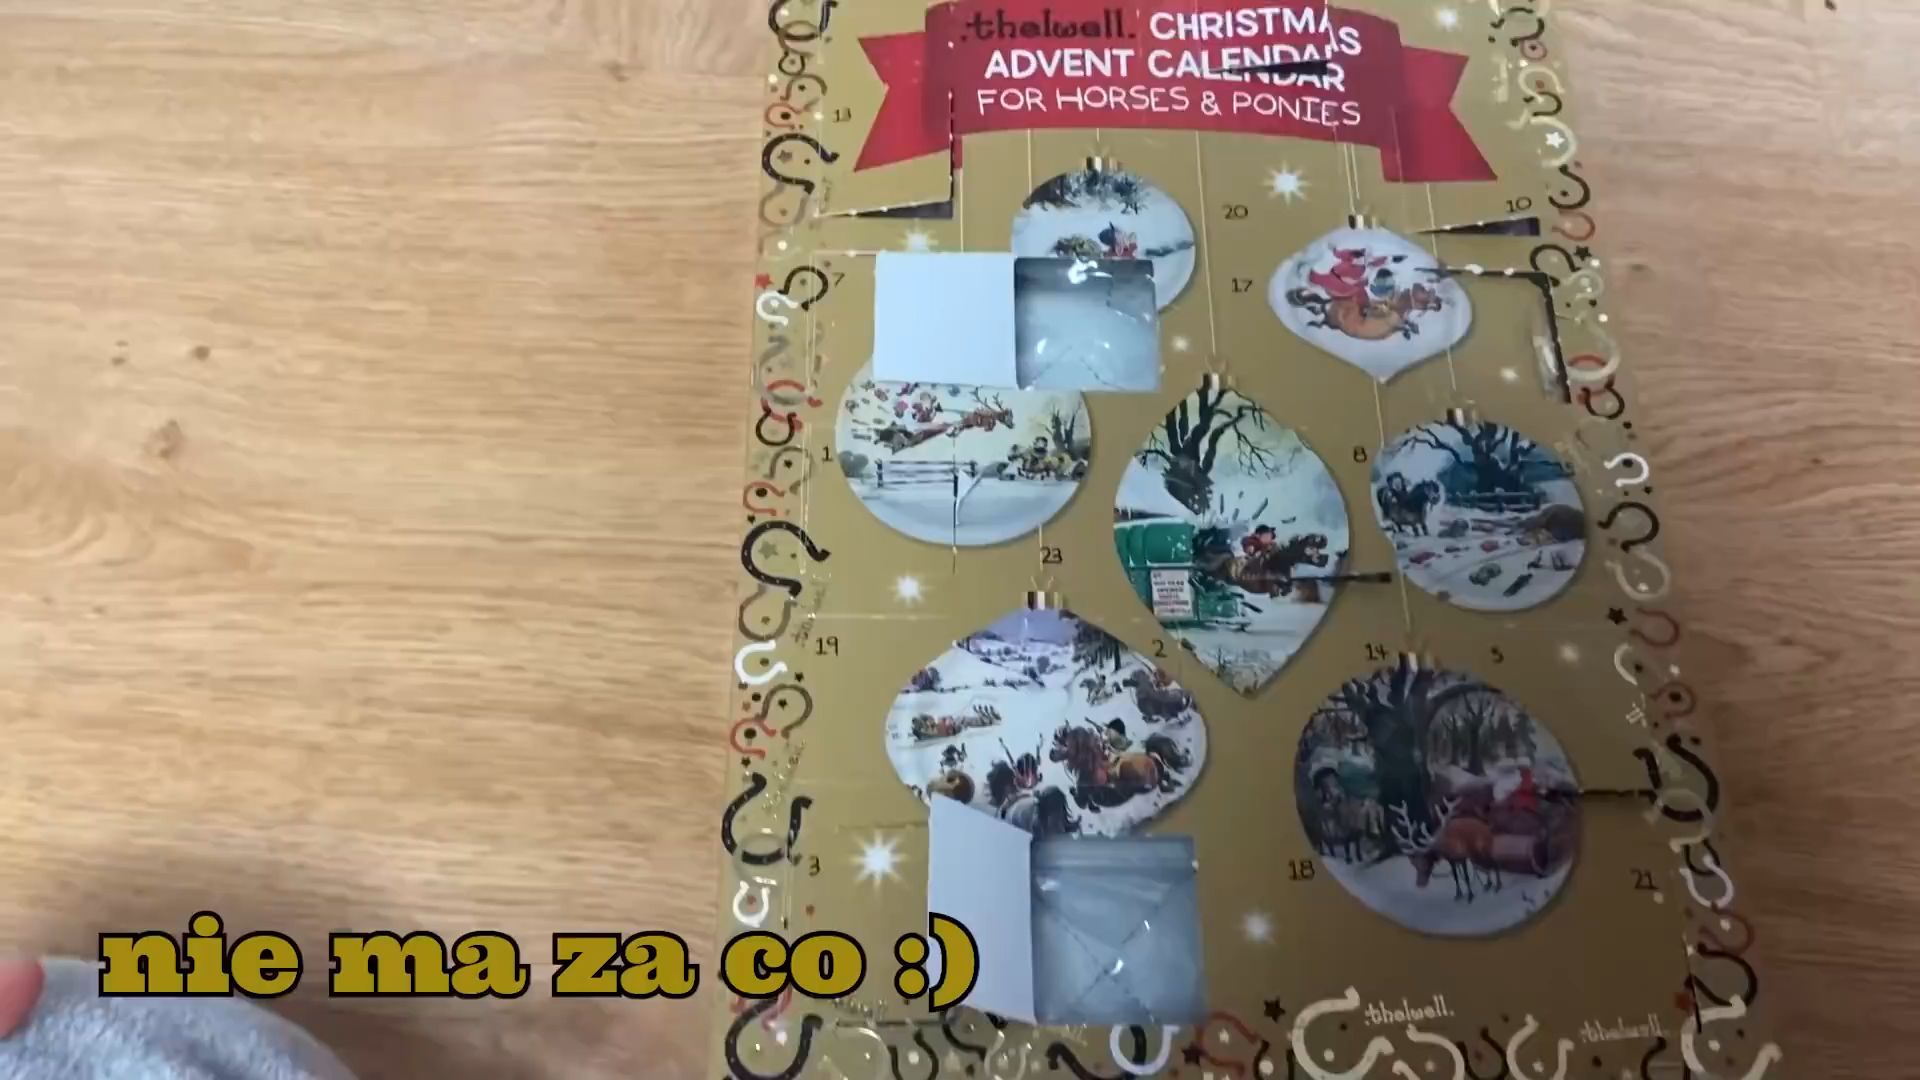 thelwell. CHRISTMAS
ADVENT CALENDAR
FOR HORSES & PONIES
13
24
20
10
7
17
1
8
23
19
2
14
5
3
18
21
nie ma za co :)
thelwell.
thelwell.